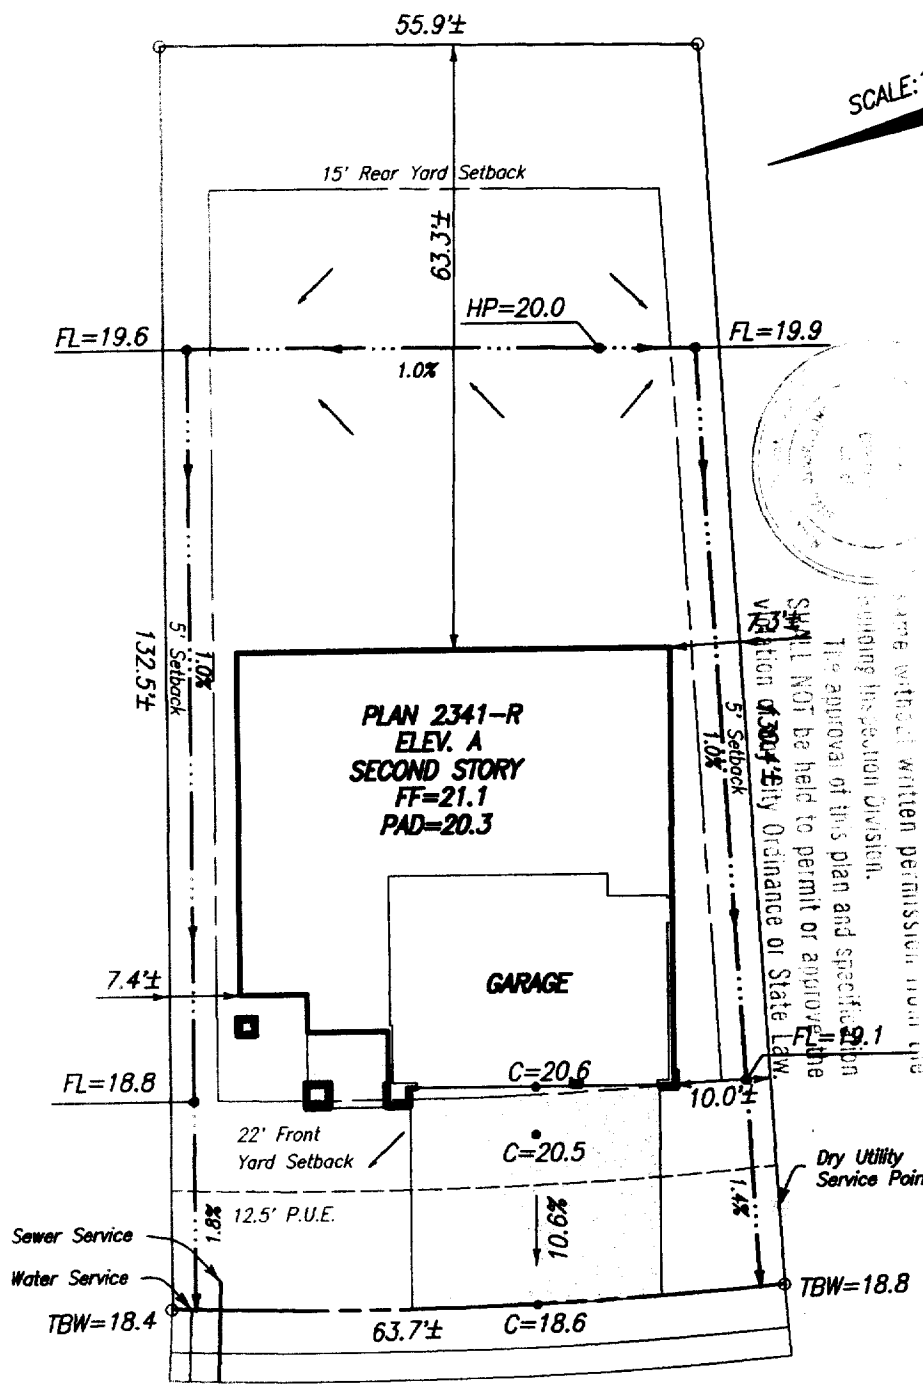 55.9'±
SCALE:
15' Rear Yard Setback
63.3'±
HP=20.0
FL=19.6
FL=19.9
1.0%
132.5'±
5' Setback
1.0%
7.3'±
5' Setback
1.0%
PLAN 2341-R
ELEV. A
SECOND STORY
FF=21.1
PAD=20.3
written permission
Inspection Division.
The approval of this plan and specification
SHALL NOT be held to permit or approve the
violation of City Ordinance or State Law.
GARAGE
7.4'±
FL=18.8
C=20.6
FL=19.1
10.0'±
22' Front
Yard Setback
C=20.5
Dry Utility
Service Poin
12.5' P.U.E.
1.8%
10.6%
1.4%
Sewer Service
Water Service
TBW=18.4
63.7'±
C=18.6
TBW=18.8